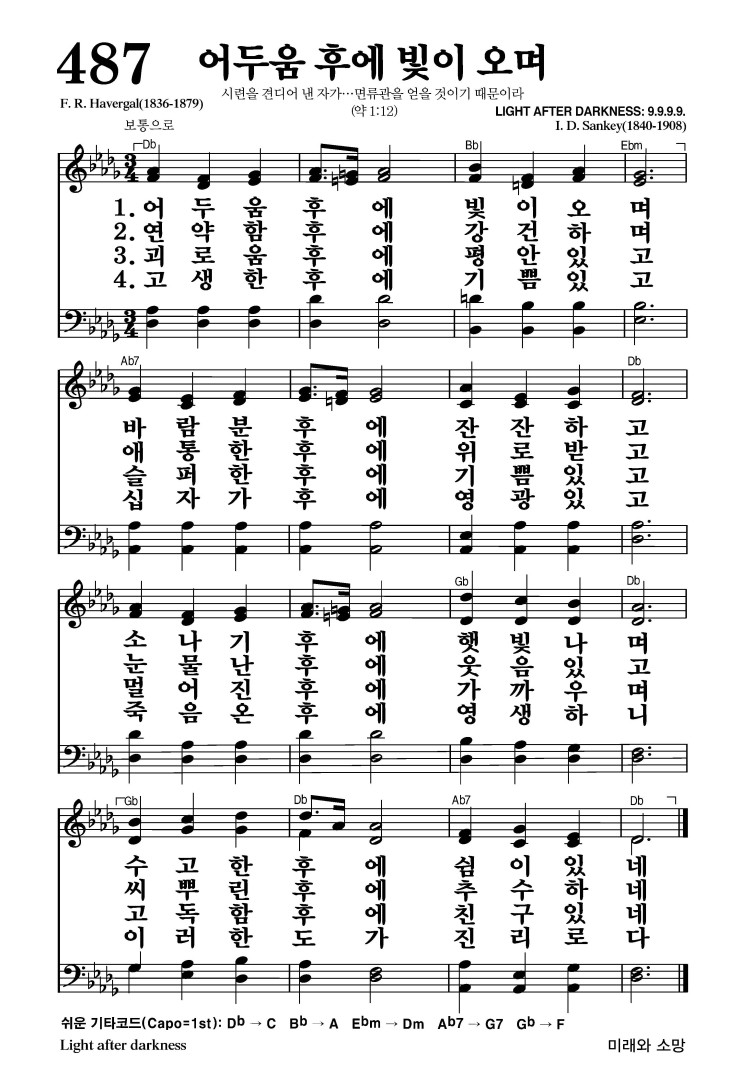 487 어두움 후에 빛이 오며
시련을 견디어 낸 자가…면류관을 얻을 것이기 때문이라
F. R. Havergal(1836-1879)
(약 1:12)
LIGHT AFTER DARKNESS: 9.9.9.9.
보통으로
I. D. Sankey(1840-1908)
Db Bb Ebm
1. 어 두 움 후 에 빛 이 오 며
2. 연 약 함 후 에 강 건 하 며
3. 괴 로 움 후 에 평 안 있 고
4. 고 생 한 후 에 기 쁨 있 고
Ab7 Db
바 람 분 후 에 잔 잔 하 고
애 통 한 후 에 위 로 받 고
슬 퍼 한 후 에 기 쁨 있 고
십 자 가 후 에 영 광 있 고
Gb Db
소 나 기 후 에 햇 빛 나 며
눈 물 난 후 에 웃 음 있 고
멀 어 진 후 에 가 까 우 며
죽 음 온 후 에 영 생 하 니
Gb Db Ab7 Db
수 고 한 후 에 쉼 이 있 네
씨 뿌 린 후 에 추 수 하 네
고 독 함 후 에 친 구 있 네
이 러 한 도 가 진 리 로 다
쉬운 기타코드(Capo=1st): Db → C Bb → A Ebm → Dm Ab7 → G7 Gb → F
Light after darkness
미래와 소망